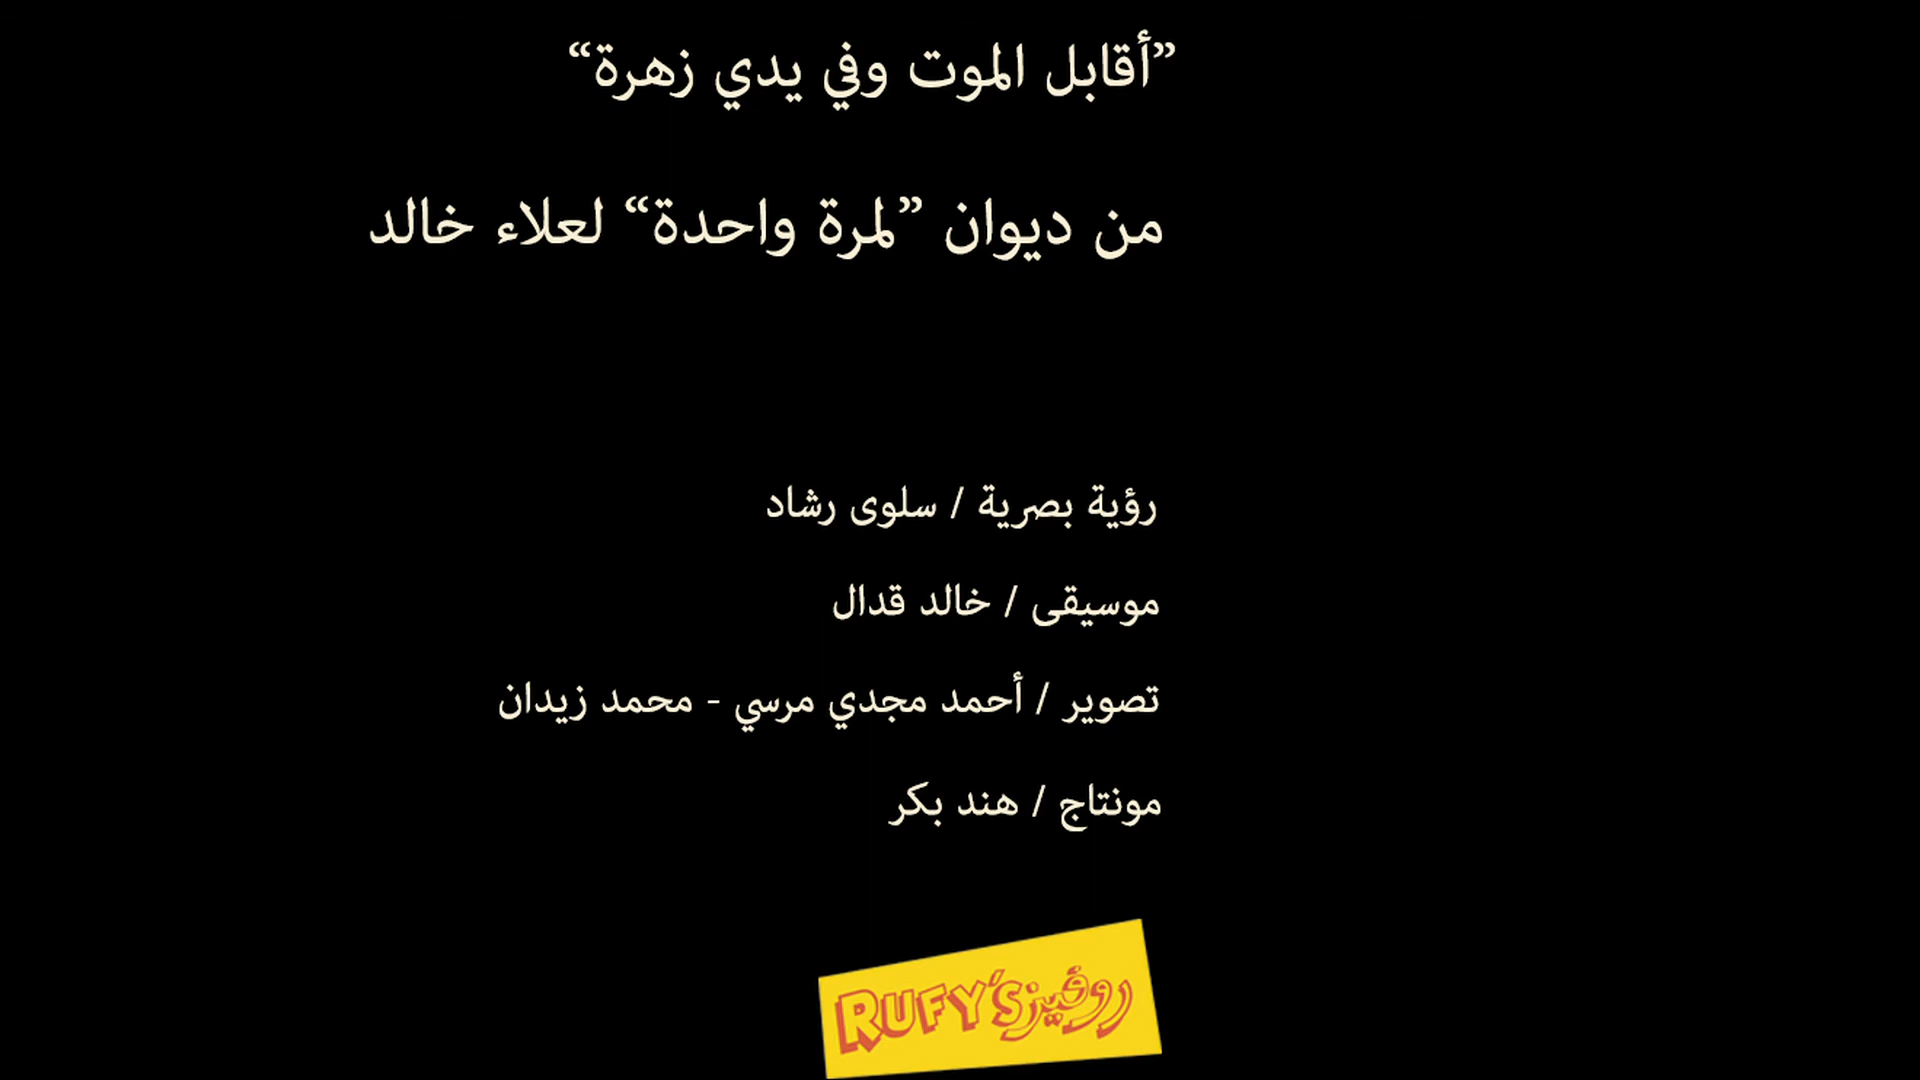 ”أقابل الموت وفي يدي زهرة“
من ديوان ”لمرة واحدة“ لعلاء خالد
رؤية بصرية / سلوى رشاد
موسيقى / خالد قدال
تصوير / أحمد مجدي مرسي - محمد زيدان
مونتاج / هند بكر
RUFY'S روفيز